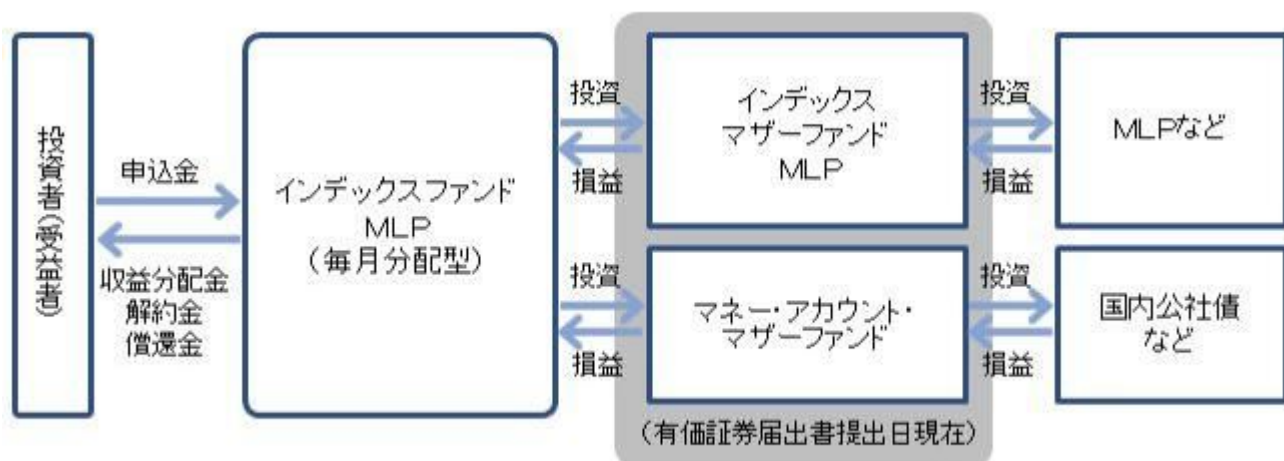 投資者(受益者)
申込金
収益分配金
解約金
償還金
インデックスファンド
MLP
(毎月分配型)
投資
損益
投資
損益
インデックス
マザーファンド
MLP
マネー・アカウント・
マザーファンド
(有価証券届出書提出日現在)
投資
損益
投資
損益
MLPなど
国内公社債
など